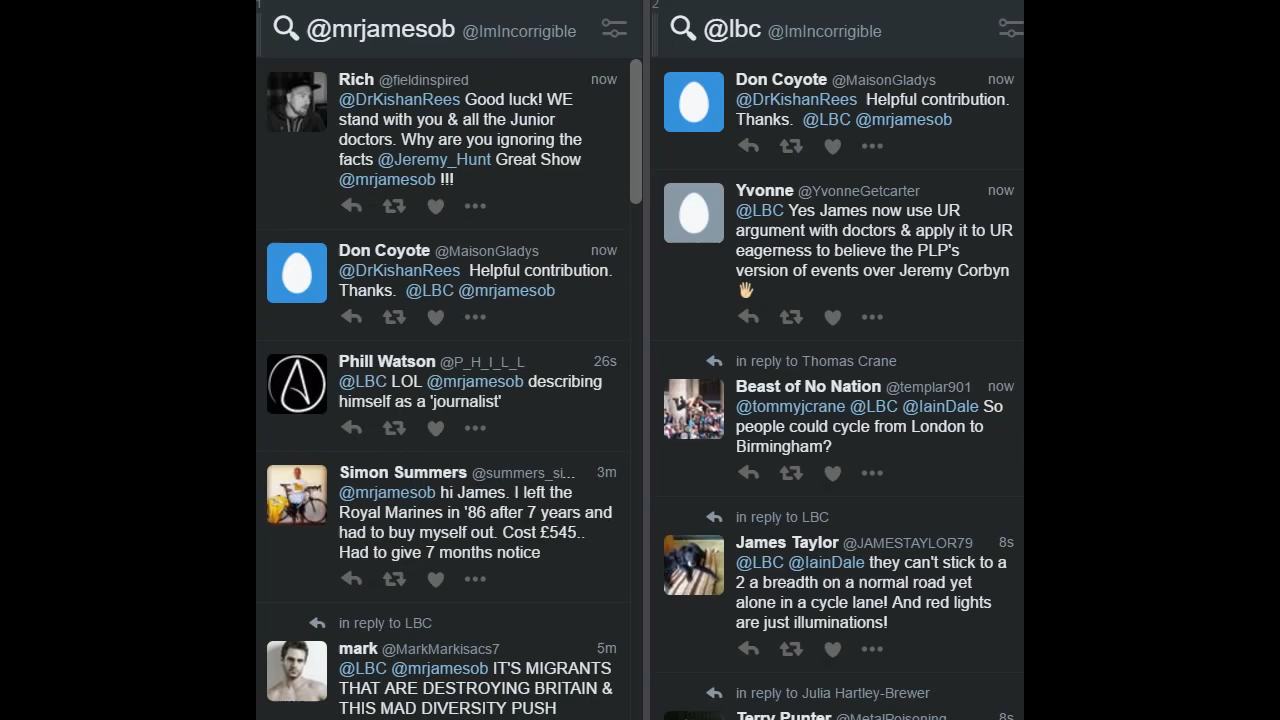 1
@mrjamesob @ImIncorrigible
Rich @fieldinspired now
@DrKishanRees Good luck! WE
stand with you & all the Junior
doctors. Why are you ignoring the
facts @Jeremy_Hunt Great Show
@mrjamesob !!!
Don Coyote @MaisonGladys now
@DrKishanRees Helpful contribution.
Thanks. @LBC @mrjamesob
Phill Watson @P_H_I_L_L 26s
@LBC LOL @mrjamesob describing
himself as a 'journalist'
Simon Summers @summers_si... 3m
@mrjamesob hi James. I left the
Royal Marines in '86 after 7 years and
had to buy myself out. Cost £545..
Had to give 7 months notice
in reply to LBC
mark @MarkMarkisacs7 5m
@LBC @mrjamesob IT'S MIGRANTS
THAT ARE DESTROYING BRITAIN &
THIS MAD DIVERSITY PUSH
2
@lbc @ImIncorrigible
Don Coyote @MaisonGladys now
@DrKishanRees Helpful contribution.
Thanks. @LBC @mrjamesob
Yvonne @YvonneGetcarter now
@LBC Yes James now use UR
argument with doctors & apply it to UR
eagerness to believe the PLP's
version of events over Jeremy Corbyn
🖐🏼
in reply to Thomas Crane
Beast of No Nation @templar901 now
@tommyjcrane @LBC @IainDale So
people could cycle from London to
Birmingham?
in reply to LBC
James Taylor @JAMESTAYLOR79 8s
@LBC @IainDale they can't stick to a
2 a breadth on a normal road yet
alone in a cycle lane! And red lights
are just illuminations!
in reply to Julia Hartley-Brewer
Terry Punter @MetalPoisoning 8s